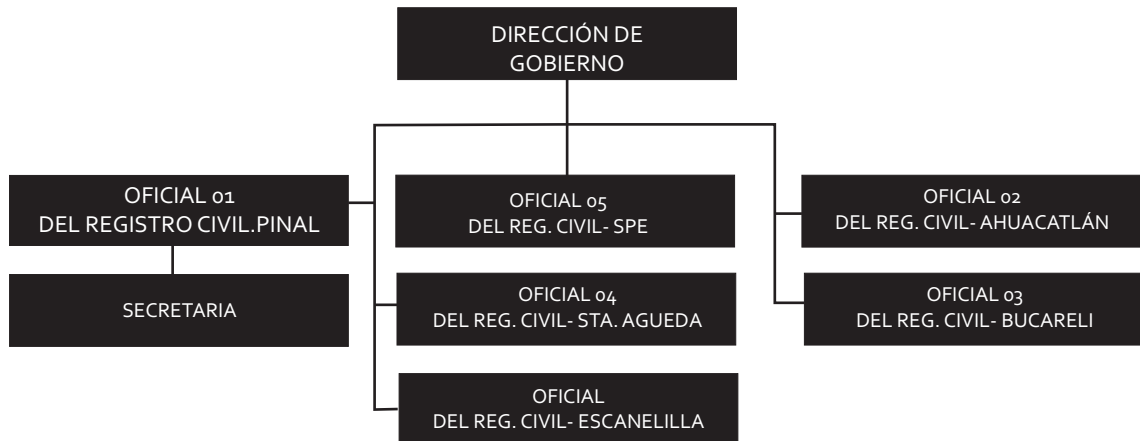 DIRECCIÓN DE
GOBIERNO
OFICIAL 01
DEL REGISTRO CIVIL.PINAL
OFICIAL 05
DEL REG. CIVIL- SPE
OFICIAL 02
DEL REG. CIVIL- AHUACATLÁN
SECRETARIA
OFICIAL 04
DEL REG. CIVIL- STA. AGUEDA
OFICIAL 03
DEL REG. CIVIL- BUCARELI
OFICIAL
DEL REG. CIVIL- ESCANELILLA